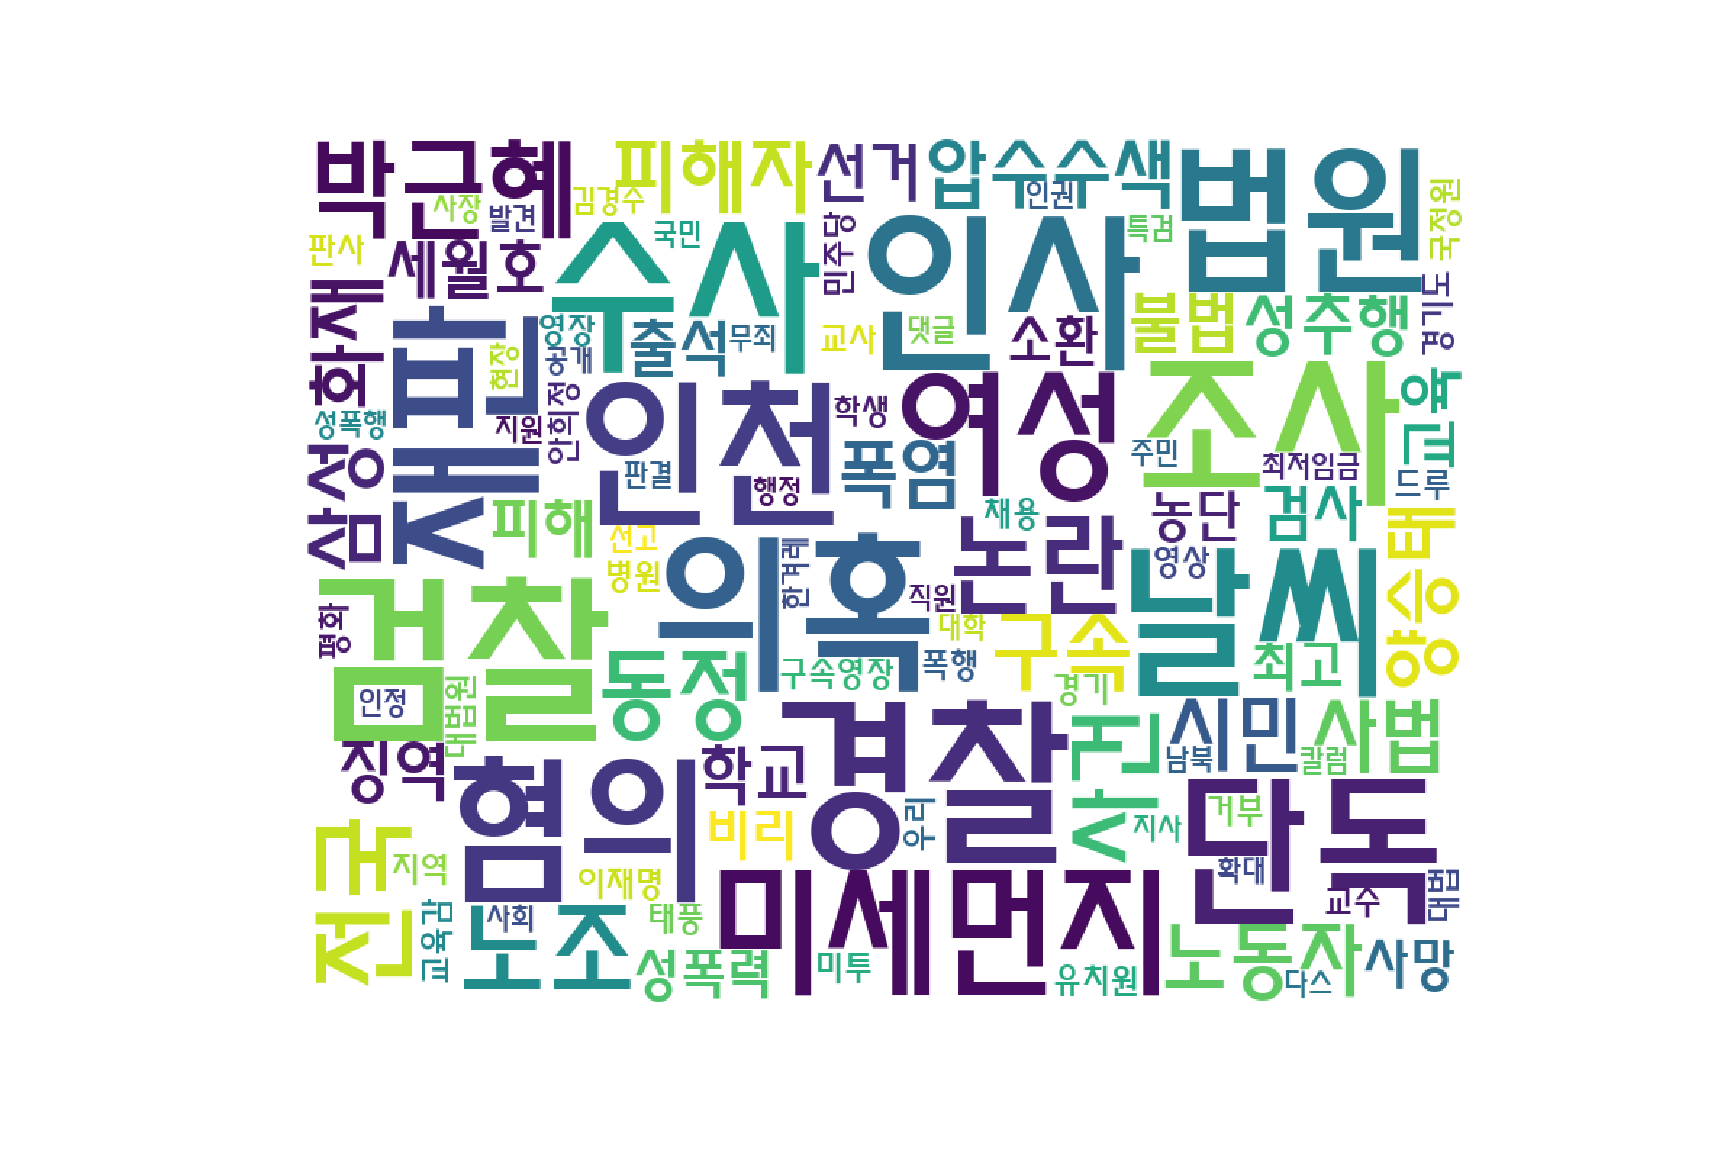 박근혜
피해자
선거
압수수색
법원
사장
발견
김경수
인권
국정원
판사
세월호
수사
국민
민주당
인사
특검
화재
재판
영장
출석
무죄
교사
댓글
소환
불법
성추행
경기도
현장
공개
성폭행
지원
안희정
인천
학생
여성
조사
교육
삼성
판결
행정
폭염
주민
최저임금
드루
피해
선고
병원
의혹
한겨레
채용
논란
농단
검사
영상
양승태
평화
검찰
직원
대학
구속
날씨
동정
구속영장
폭행
경기
최고
인정
대법원
징역
혐의
학교
경찰
사건
시민
남북
칼럼
사법
전국
지역
비리
우리
지사
거부
단독
이재명
미세먼지
확대
교수
대법
교육감
사회
노조
태풍
성폭력
미투
유치원
노동자
다스
사망